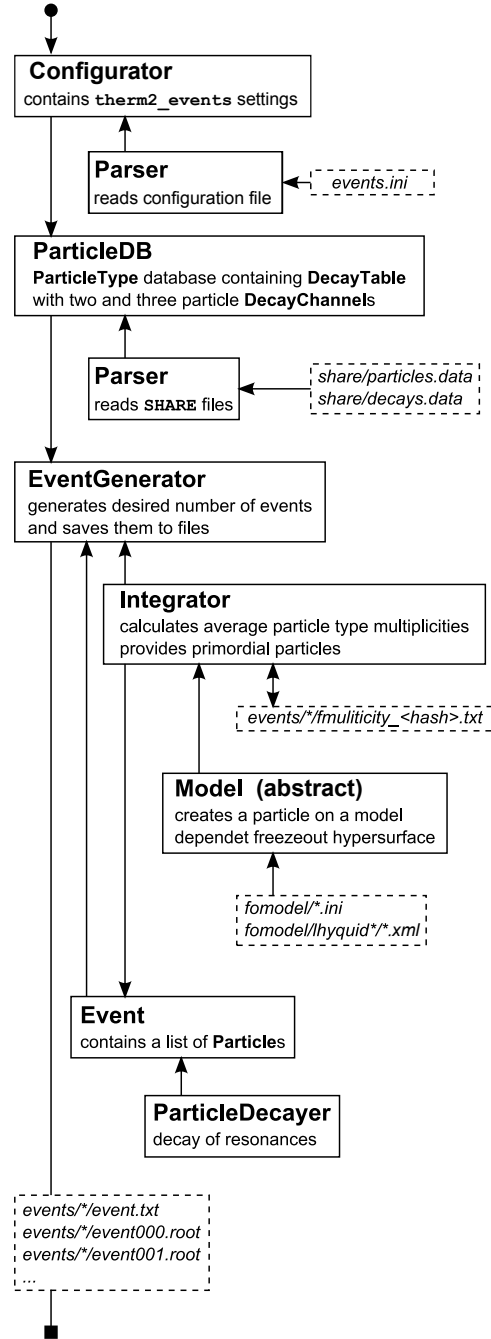 Configurator
contains therm2_events settings
Parser
reads configuration file
events.ini
ParticleDB
ParticleType database containing DecayTable
with two and three particle DecayChannels
Parser
reads SHARE files
share/particles.data
share/decays.data
EventGenerator
generates desired number of events
and saves them to files
Integrator
calculates average particle type multiplicities
provides primordial particles
events/*/fmuliticity_<hash>.txt
Model (abstract)
creates a particle on a model
dependet freezeout hypersurface
fomodel/*.ini
fomodel/lhyquid*/*.xml
Event
contains a list of Particles
ParticleDecayer
decay of resonances
events/*/event.txt
events/*/event000.root
events/*/event001.root
...